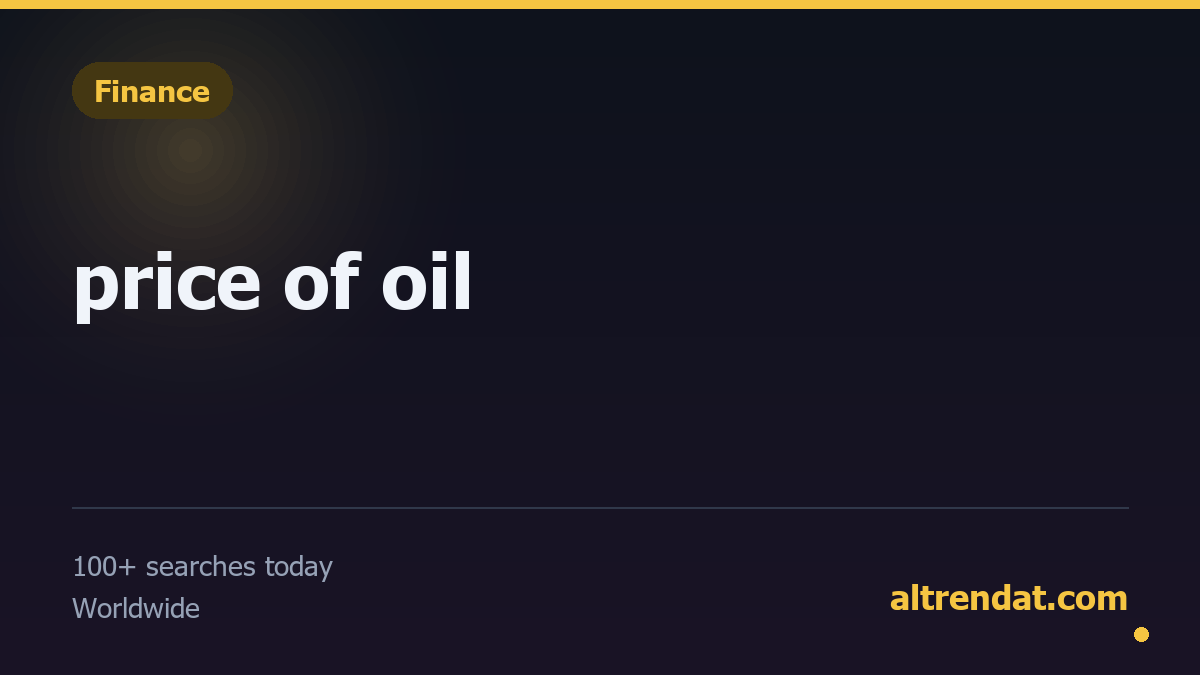 Finance
price of oil
100+ searches today
Worldwide
altrendat.com